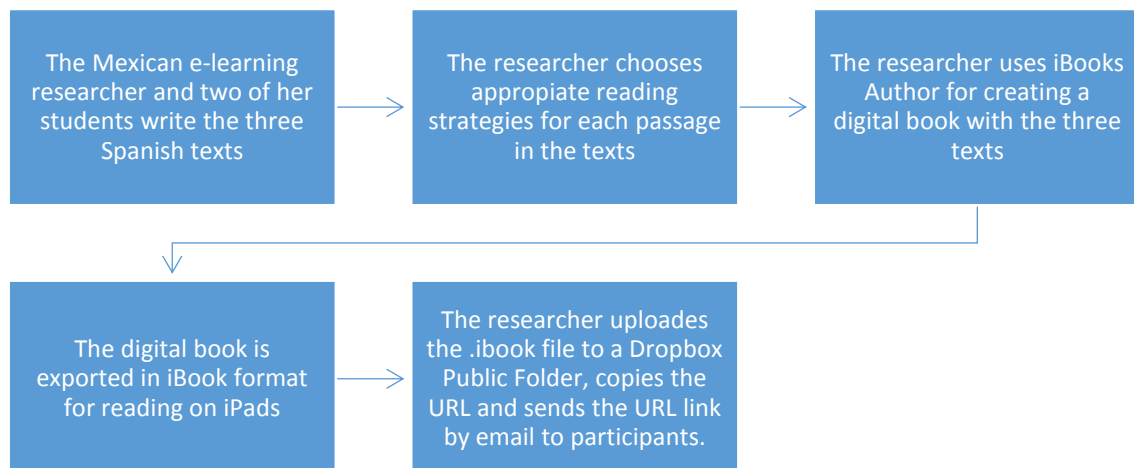 The Mexican e-learning
researcher and two of her
students write the three
Spanish texts
The researcher chooses
appropiate reading
strategies for each passage
in the texts
The researcher uses iBooks
Author for creating a
digital book with the three
texts
The digital book is
exported in iBook format
for reading on iPads
The researcher uploades
the .ibook file to a Dropbox
Public Folder, copies the
URL and sends the URL link
by email to participants.